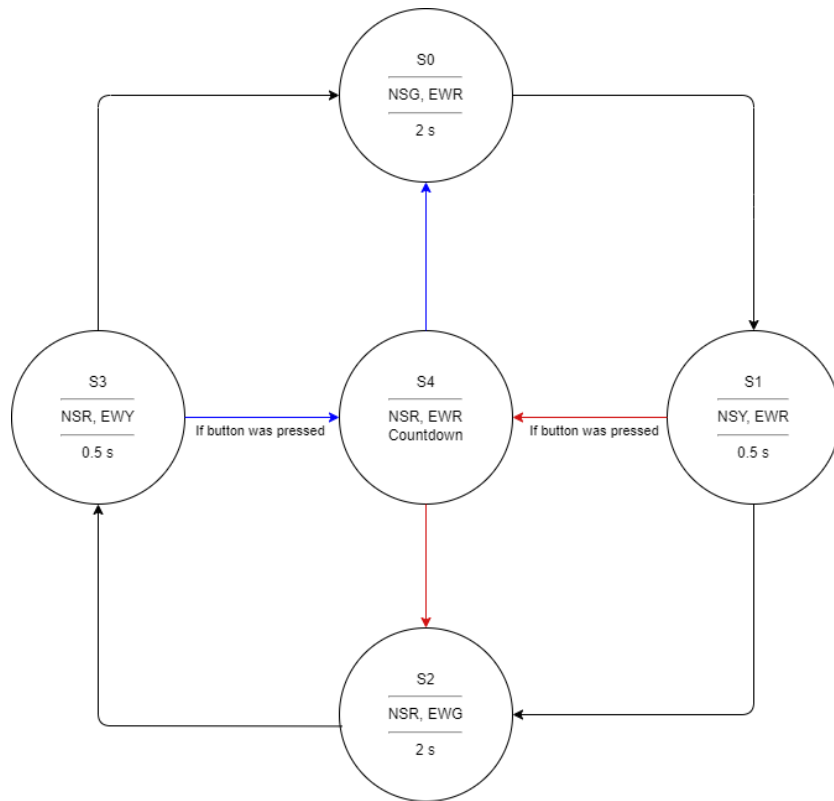 S0
NSG, EWR
2 s
S3
NSR, EWY
0.5 s
If button was pressed
S4
NSR, EWR
Countdown
If button was pressed
S1
NSY, EWR
0.5 s
S2
NSR, EWG
2 s